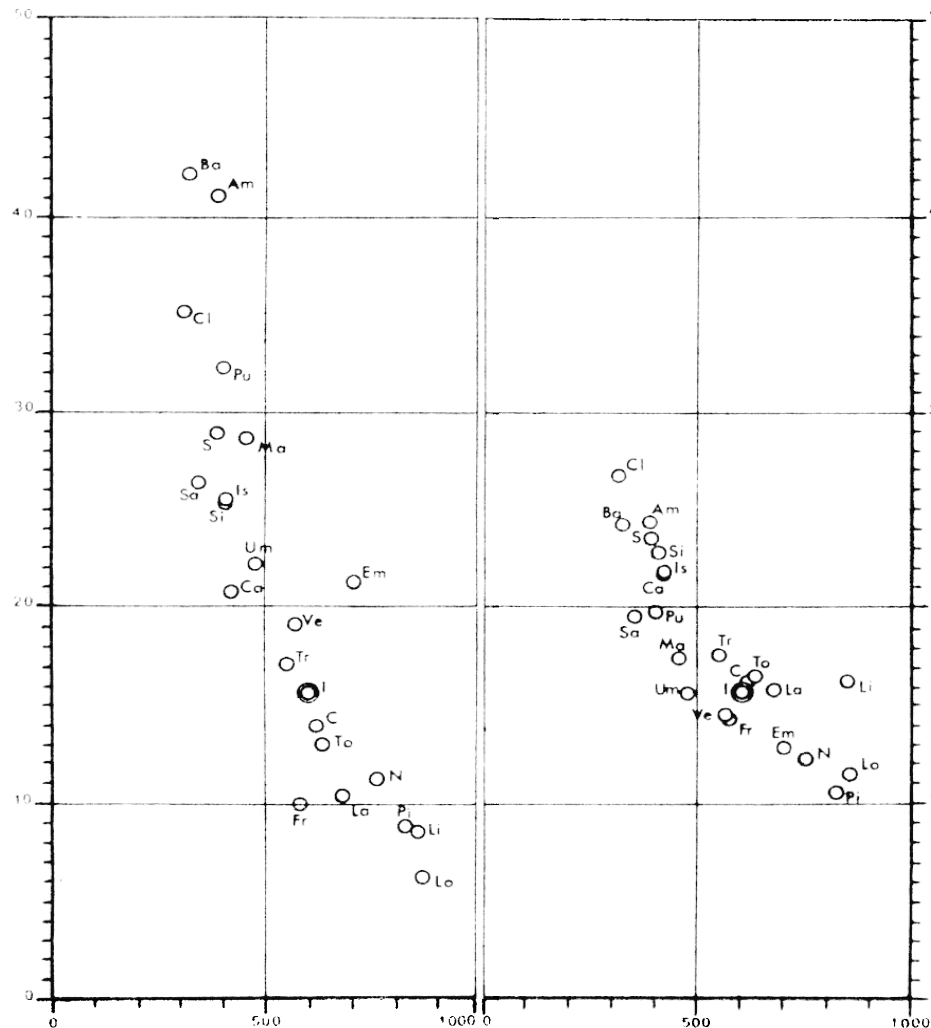 50
Ba
Am
40
Cl
Pu
30
S
Ma
Sa
Is
Si
Um
Ca
Em
20
Ve
Tr
I
C
To
N
10
Fr
La
Pi
Li
Lo
0
0 500 1000
Cl
Ba
Am
S
Si
Is
Ca
Pu
Sa
Ma
Tr
To
C
Um
I
La
Li
Ve
Fr
Em
N
Lo
Pi
0 500 1000